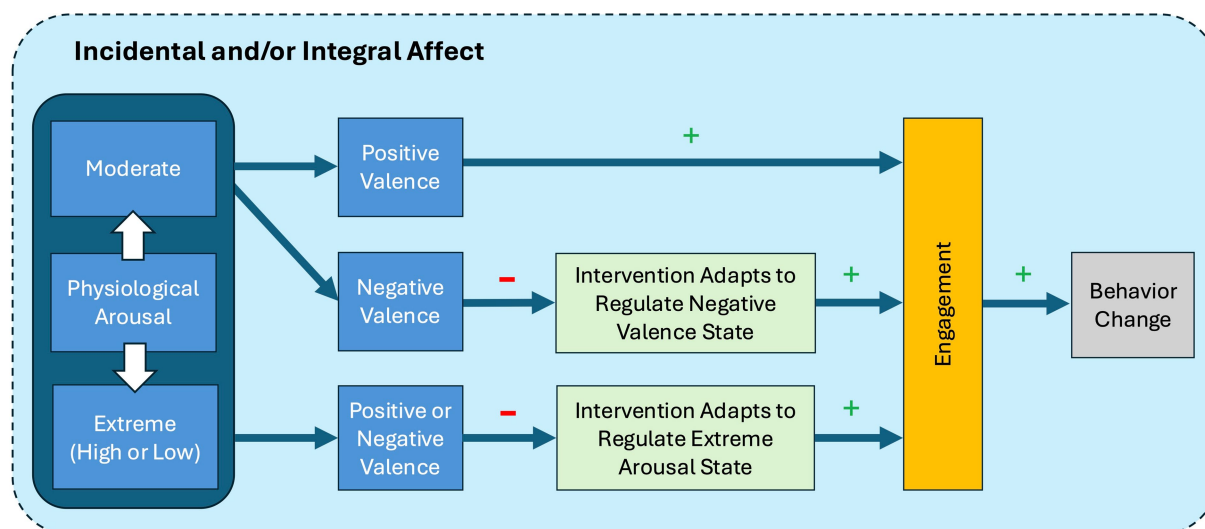 Incidental and/or Integral Affect
Moderate
Physiological
Arousal
Extreme
(High or Low)
Positive
Valence
+
Negative
Valence
-
Intervention Adapts to
Regulate Negative
Valence State
+
Positive or
Negative
Valence
-
Intervention Adapts to
Regulate Extreme
Arousal State
+
Engagement
+
Behavior
Change